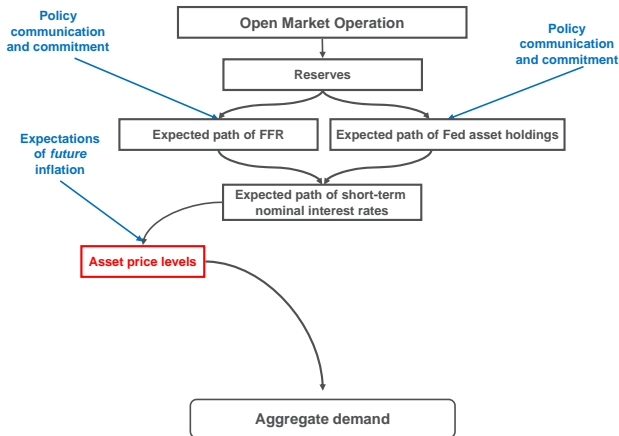 Policy
communication
and commitment
Open Market Operation
Policy
communication
and commitment
Reserves
Expected path of FFR
Expected path of Fed asset holdings
Expectations
of future
inflation
Expected path of short-term
nominal interest rates
Asset price levels
Aggregate demand